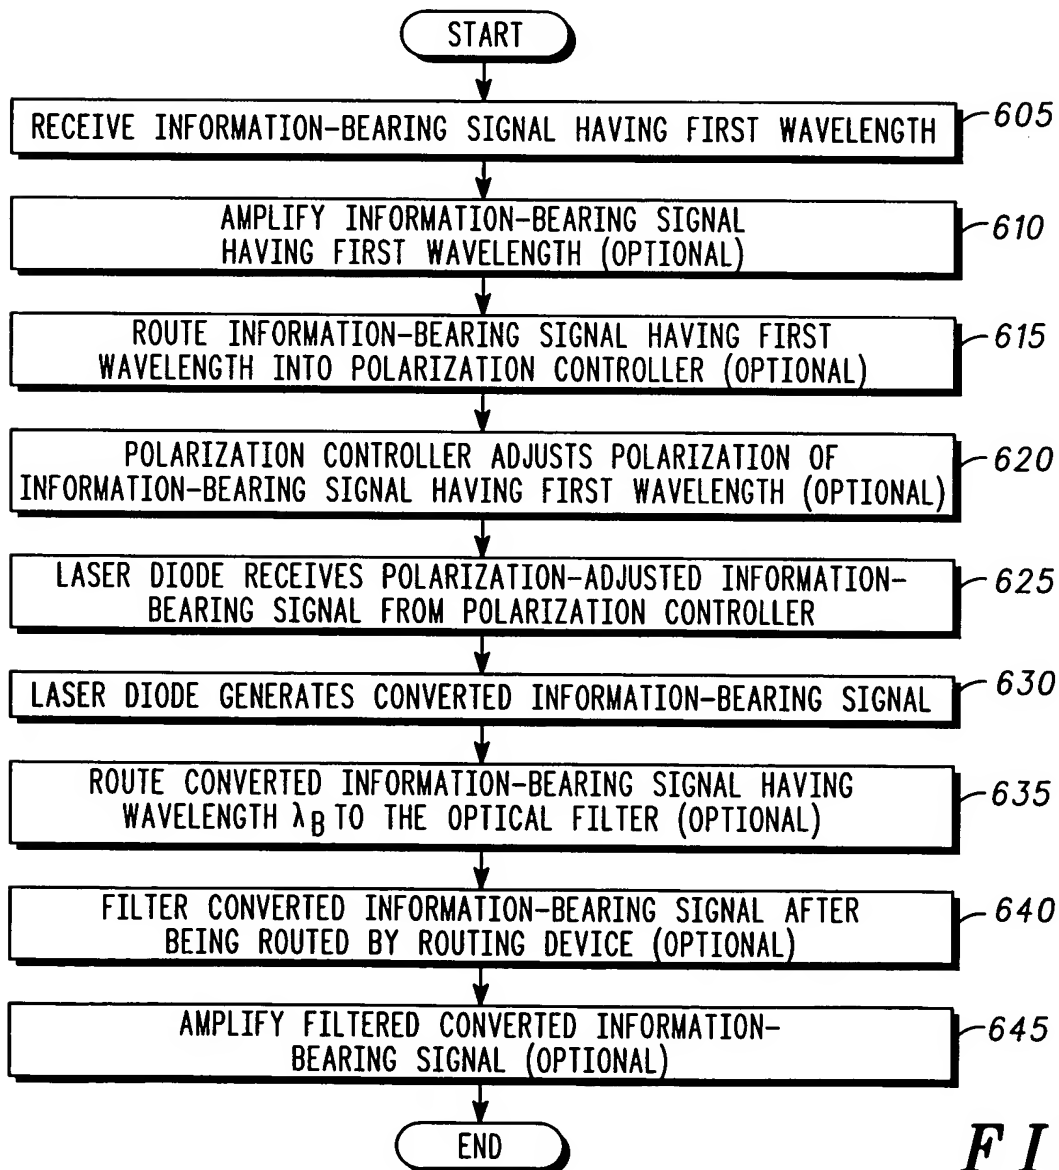 START
RECEIVE INFORMATION-BEARING SIGNAL HAVING FIRST WAVELENGTH
605
AMPLIFY INFORMATION-BEARING SIGNAL
HAVING FIRST WAVELENGTH (OPTIONAL)
610
ROUTE INFORMATION-BEARING SIGNAL HAVING FIRST
WAVELENGTH INTO POLARIZATION CONTROLLER (OPTIONAL)
615
POLARIZATION CONTROLLER ADJUSTS POLARIZATION OF
INFORMATION-BEARING SIGNAL HAVING FIRST WAVELENGTH (OPTIONAL)
620
LASER DIODE RECEIVES POLARIZATION-ADJUSTED INFORMATION-
BEARING SIGNAL FROM POLARIZATION CONTROLLER
625
LASER DIODE GENERATES CONVERTED INFORMATION-BEARING SIGNAL
630
ROUTE CONVERTED INFORMATION-BEARING SIGNAL HAVING
WAVELENGTH λB TO THE OPTICAL FILTER (OPTIONAL)
635
FILTER CONVERTED INFORMATION-BEARING SIGNAL AFTER
BEING ROUTED BY ROUTING DEVICE (OPTIONAL)
640
AMPLIFY FILTERED CONVERTED INFORMATION-
BEARING SIGNAL (OPTIONAL)
645
END
FI